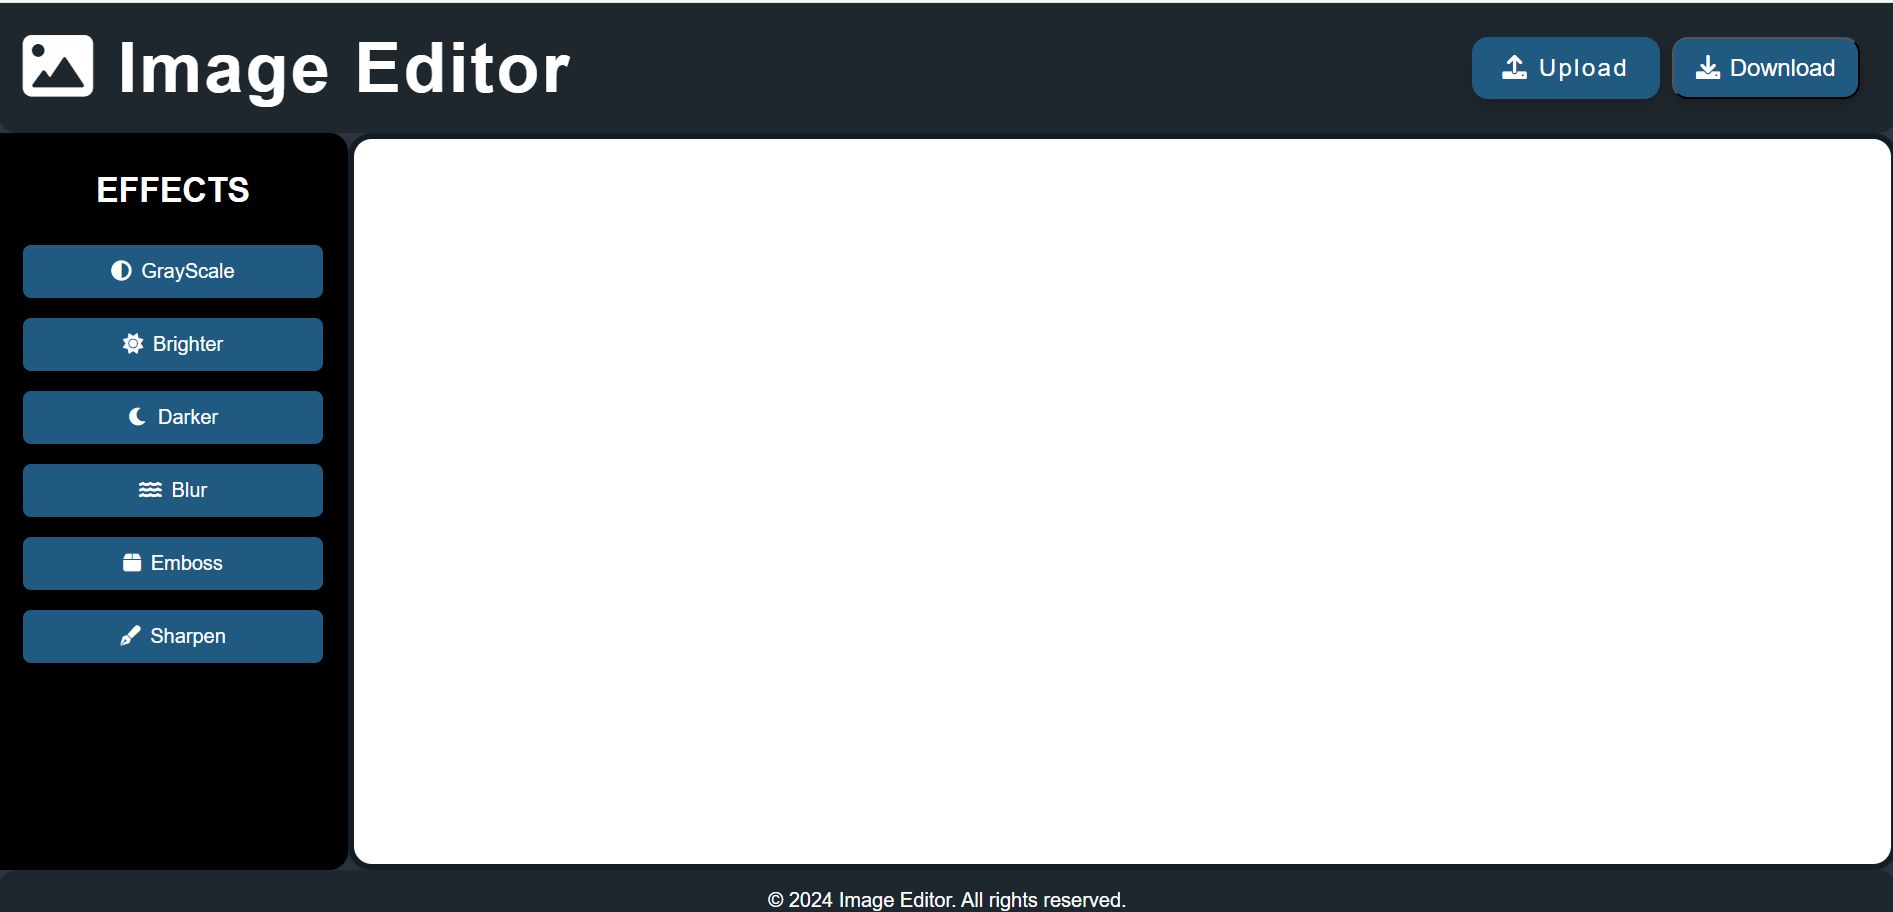 Image Editor
Upload
Download
EFFECTS
GrayScale
Brighter
Darker
Blur
Emboss
Sharpen
© 2024 Image Editor. All rights reserved.